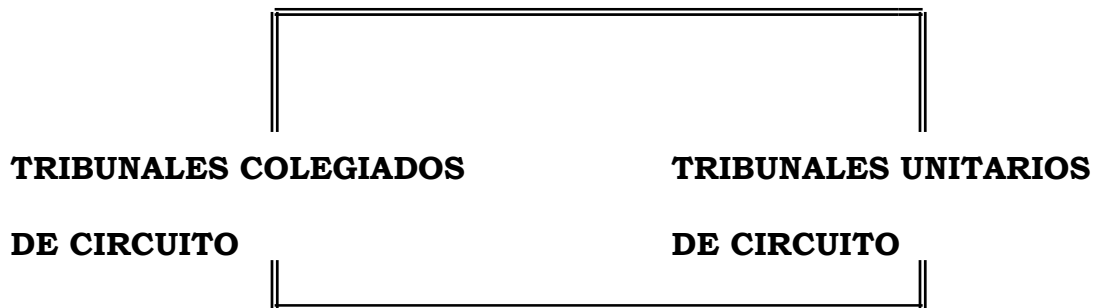 TRIBUNALES COLEGIADOS TRIBUNALES UNITARIOS
DE CIRCUITO DE CIRCUITO